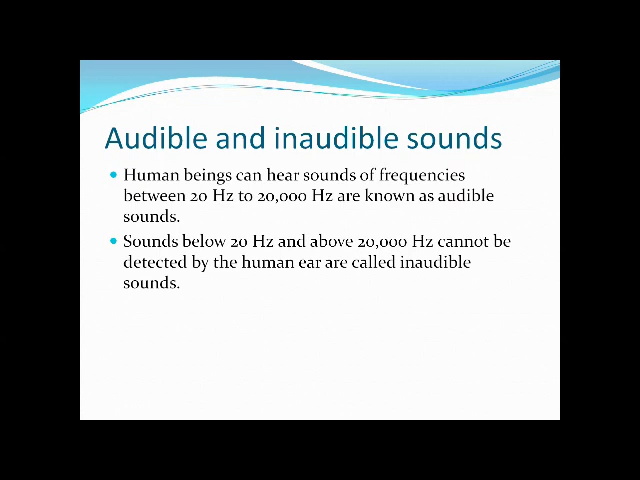 Audible and inaudible sounds
• Human beings can hear sounds of frequencies
between 20 Hz to 20,000 Hz are known as audible
sounds.
• Sounds below 20 Hz and above 20,000 Hz cannot be
detected by the human ear are called inaudible
sounds.